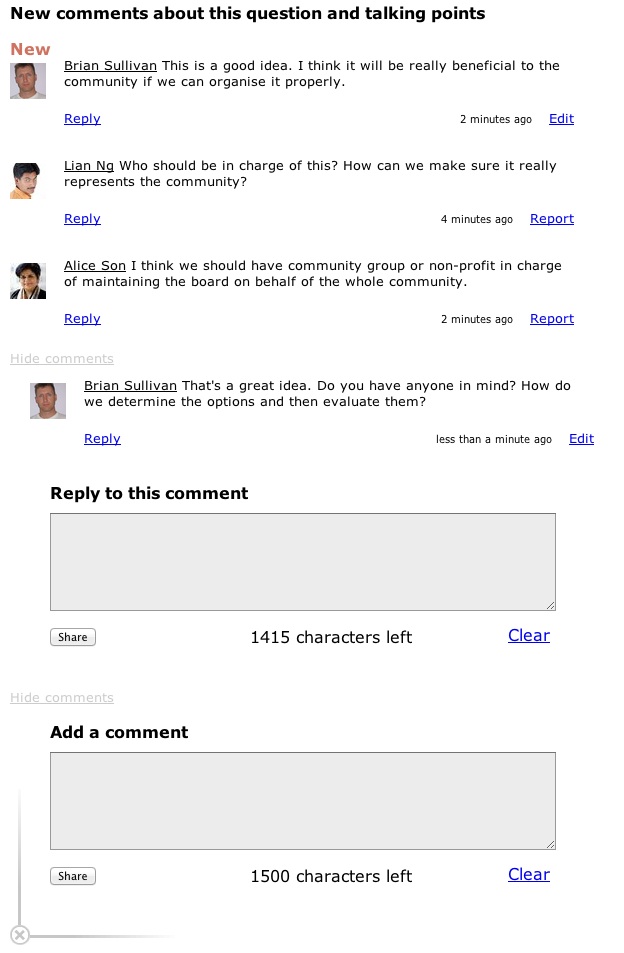 New comments about this question and talking points
New
Brian Sullivan This is a good idea. I think it will be really beneficial to the
community if we can organise it properly.
Reply 2 minutes ago Edit
Lian Ng Who should be in charge of this? How can we make sure it really
represents the community?
Reply 4 minutes ago Report
Alice Son I think we should have community group or non-profit in charge
of maintaining the board on behalf of the whole community.
Reply 2 minutes ago Report
Hide comments
Brian Sullivan That's a great idea. Do you have anyone in mind? How do
we determine the options and then evaluate them?
Reply less than a minute ago Edit
Reply to this comment
Share 1415 characters left Clear
Hide comments
Add a comment
Share 1500 characters left Clear